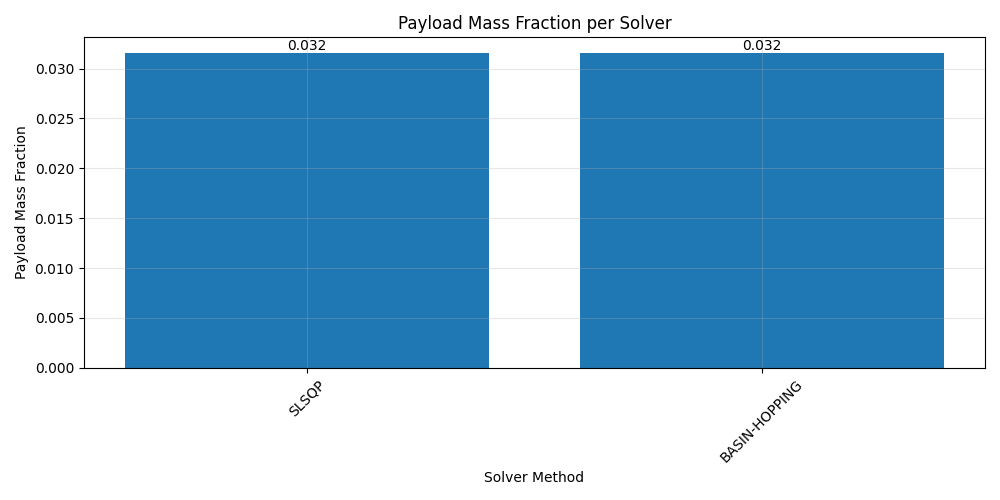 Payload Mass Fraction per Solver
0.032
0.032
0.030
0.025
0.020
0.015
0.010
0.005
0.000
Payload Mass Fraction
SLSQP
BASIN-HOPPING
Solver Method